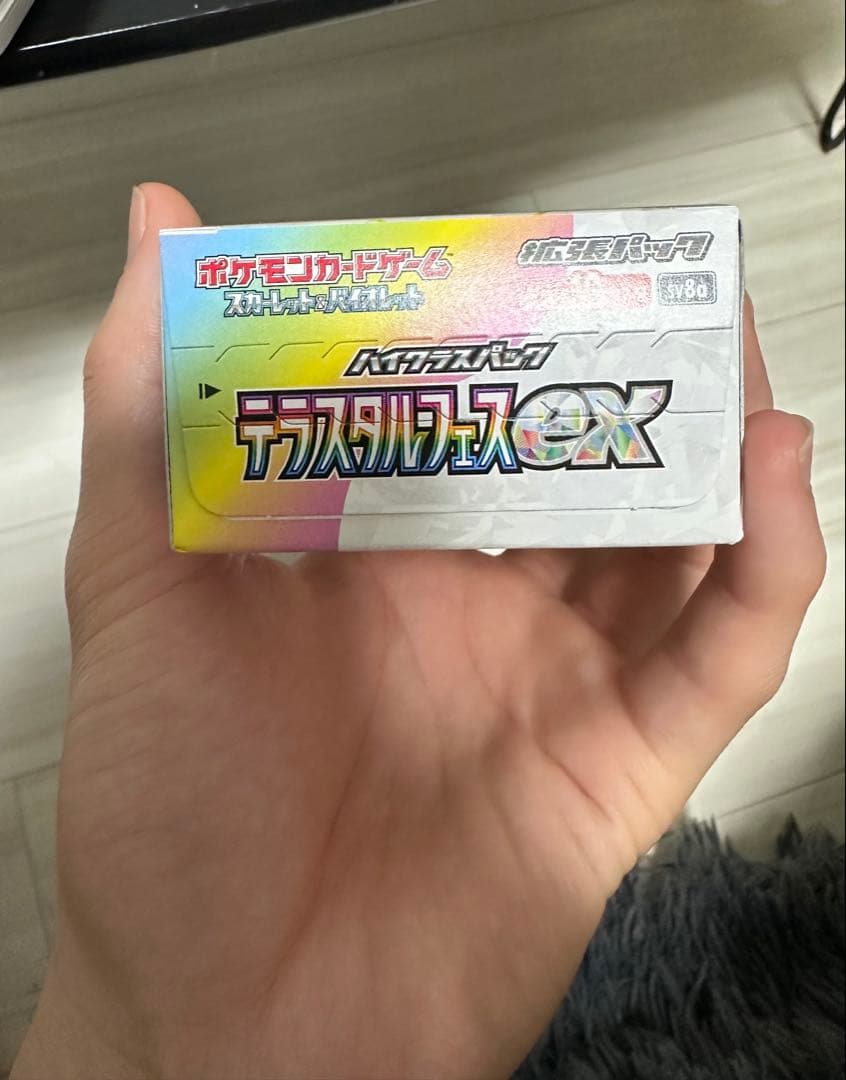 ポケモンカードゲーム 拡張パック
スカーレット&バイオレット SV8a
ハイクラスパック
テラスタルフェスex